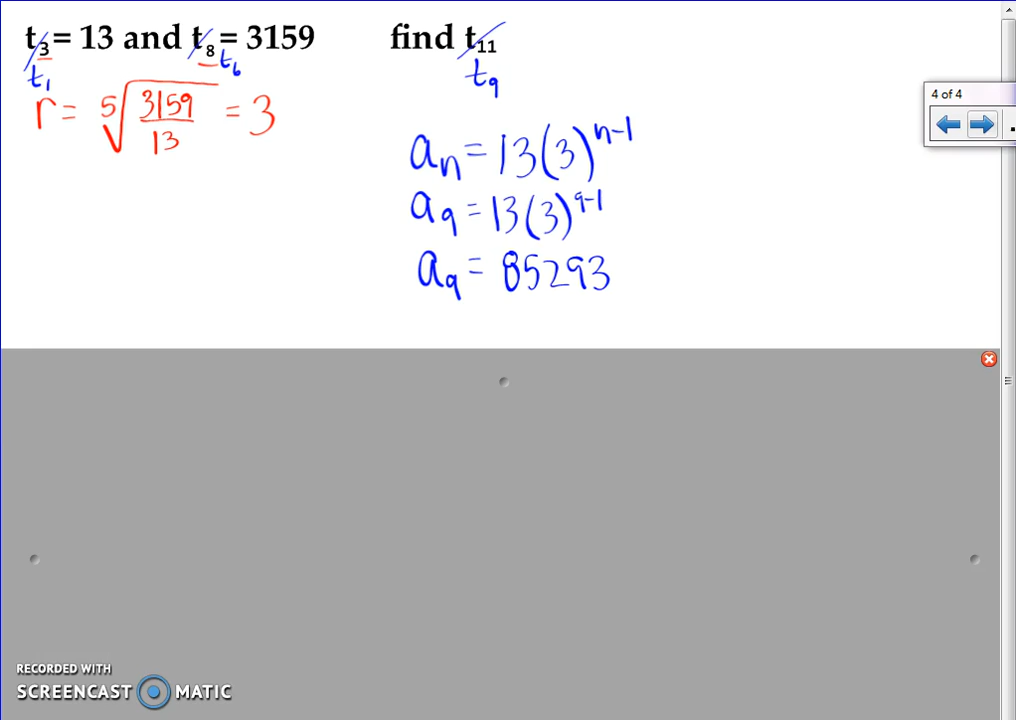 t₃ = 13 and t₈ = 3159 find t₁₁
t₁ t₆ t₉
r = ⁵√(3159/13) = 3
aₙ = 13(3)ⁿ⁻¹
a₉ = 13(3)⁹⁻¹
a₉ = 85293
4 of 4
RECORDED WITH
SCREENCAST MATIC